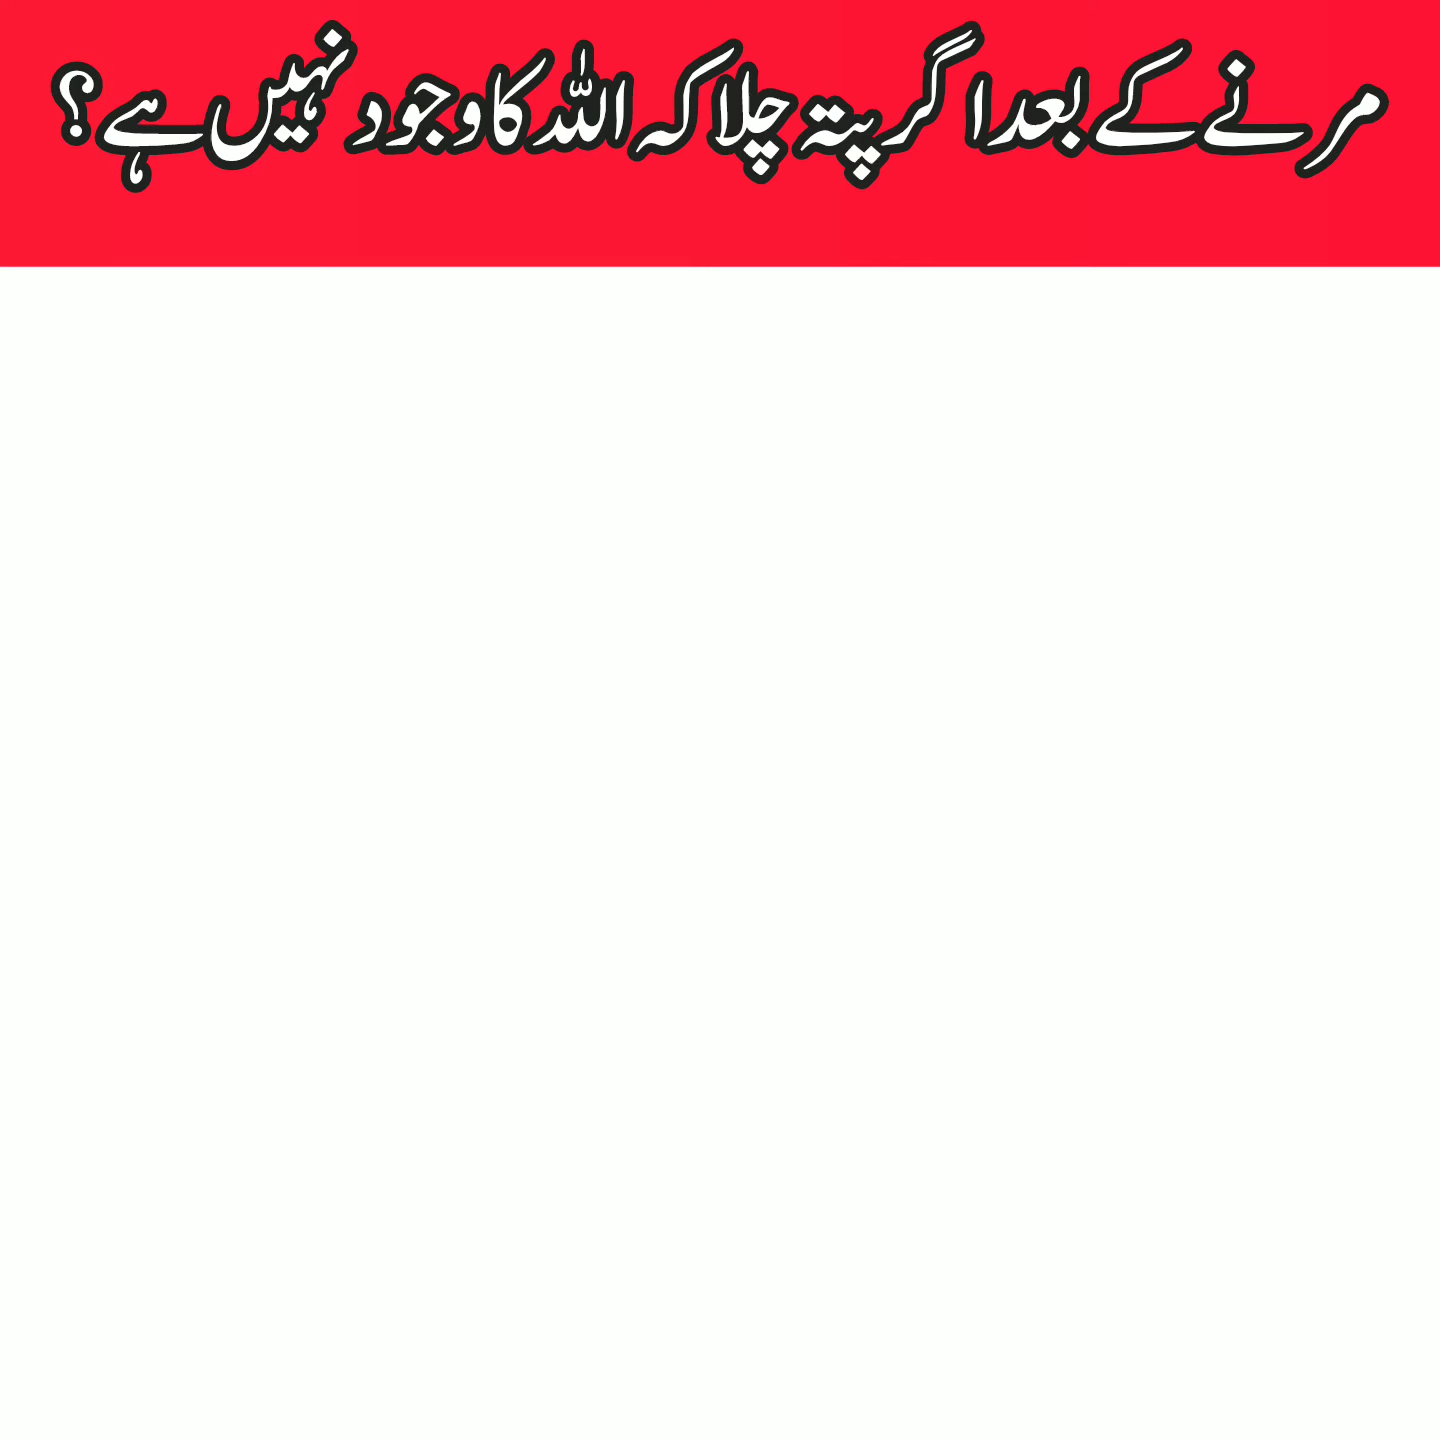 مرنے کے بعد اگر پتہ چلا کہ اللہ کا وجود نہیں ہے؟